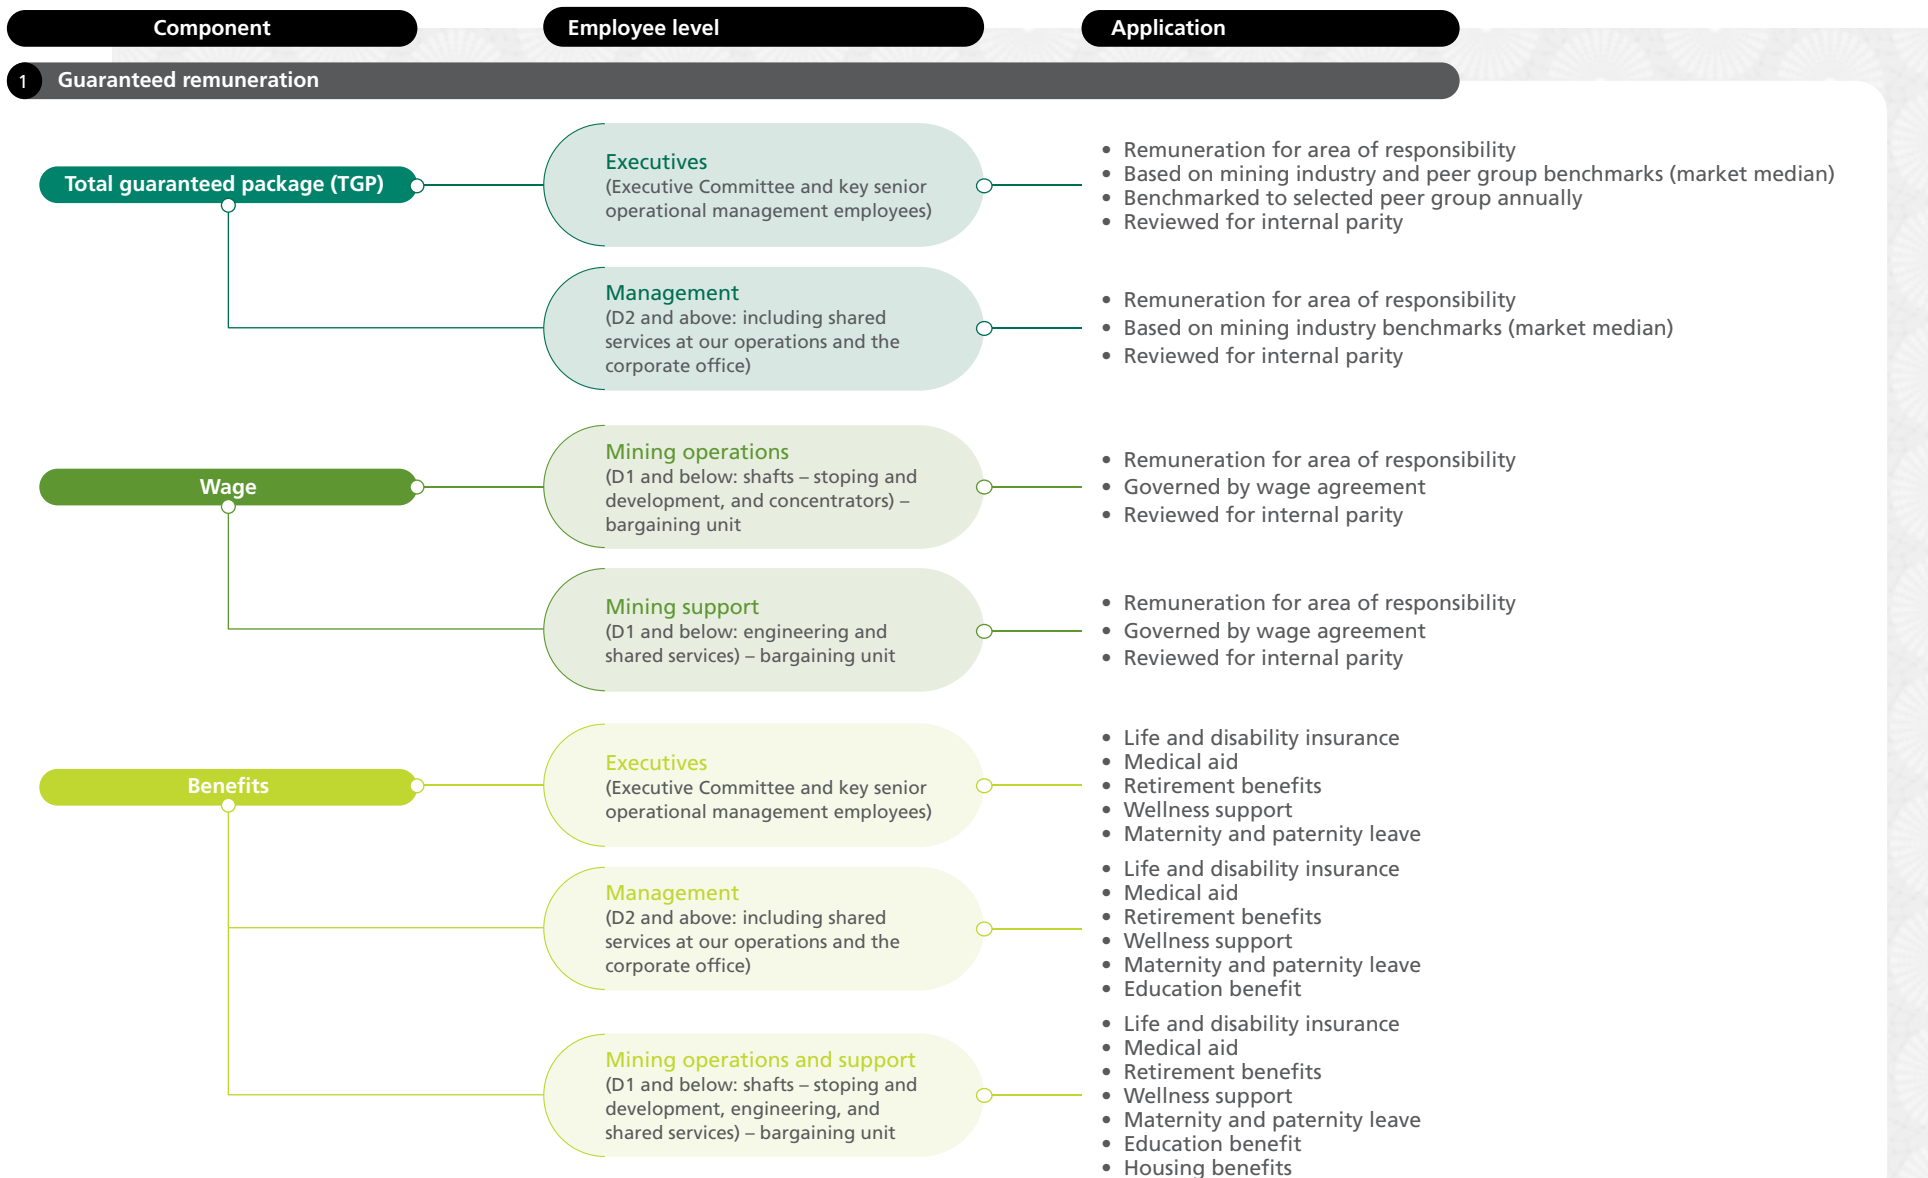 Component
Employee level
Application
1 Guaranteed remuneration
Total guaranteed package (TGP)
Executives
(Executive Committee and key senior
operational management employees)
• Remuneration for area of responsibility
• Based on mining industry and peer group benchmarks (market median)
• Benchmarked to selected peer group annually
• Reviewed for internal parity
Management
(D2 and above: including shared
services at our operations and the
corporate office)
• Remuneration for area of responsibility
• Based on mining industry benchmarks (market median)
• Reviewed for internal parity
Wage
Mining operations
(D1 and below: shafts – stoping and
development, and concentrators) –
bargaining unit
• Remuneration for area of responsibility
• Governed by wage agreement
• Reviewed for internal parity
Mining support
(D1 and below: engineering and
shared services) – bargaining unit
• Remuneration for area of responsibility
• Governed by wage agreement
• Reviewed for internal parity
Benefits
Executives
(Executive Committee and key senior
operational management employees)
• Life and disability insurance
• Medical aid
• Retirement benefits
• Wellness support
• Maternity and paternity leave
Management
(D2 and above: including shared
services at our operations and the
corporate office)
• Life and disability insurance
• Medical aid
• Retirement benefits
• Wellness support
• Maternity and paternity leave
• Education benefit
Mining operations and support
(D1 and below: shafts – stoping and
development, engineering, and
shared services) – bargaining unit
• Life and disability insurance
• Medical aid
• Retirement benefits
• Wellness support
• Maternity and paternity leave
• Education benefit
• Housing benefits